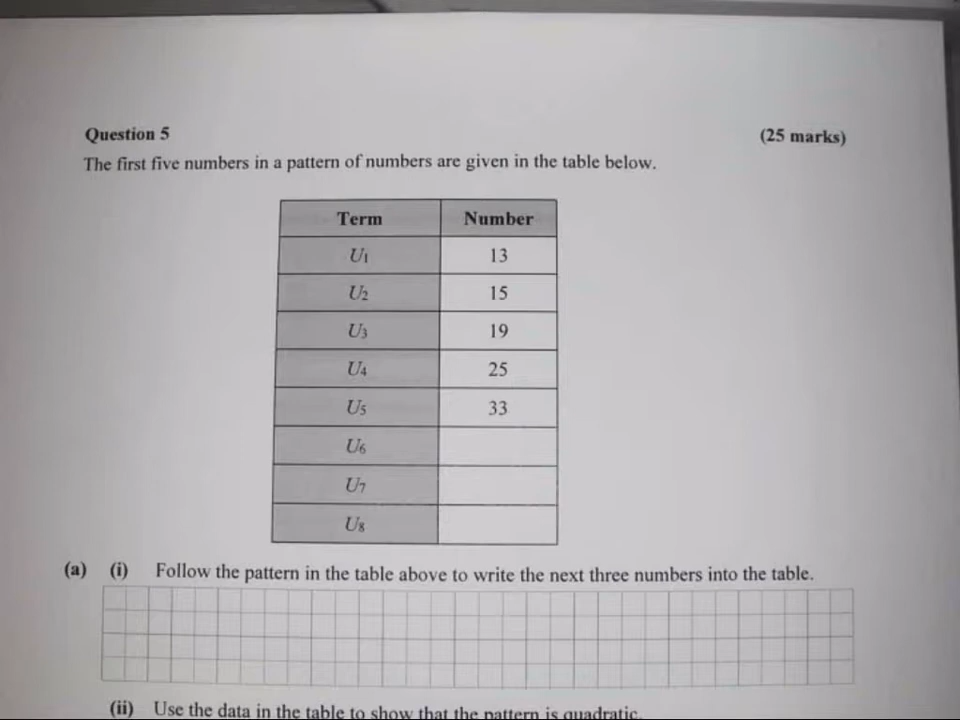 Question 5 (25 marks)
The first five numbers in a pattern of numbers are given in the table below.
Term Number
U1 13
U2 15
U3 19
U4 25
U5 33
U6
U7
U8
(a) (i) Follow the pattern in the table above to write the next three numbers into the table.
(ii) Use the data in the table to show that the pattern is quadratic.